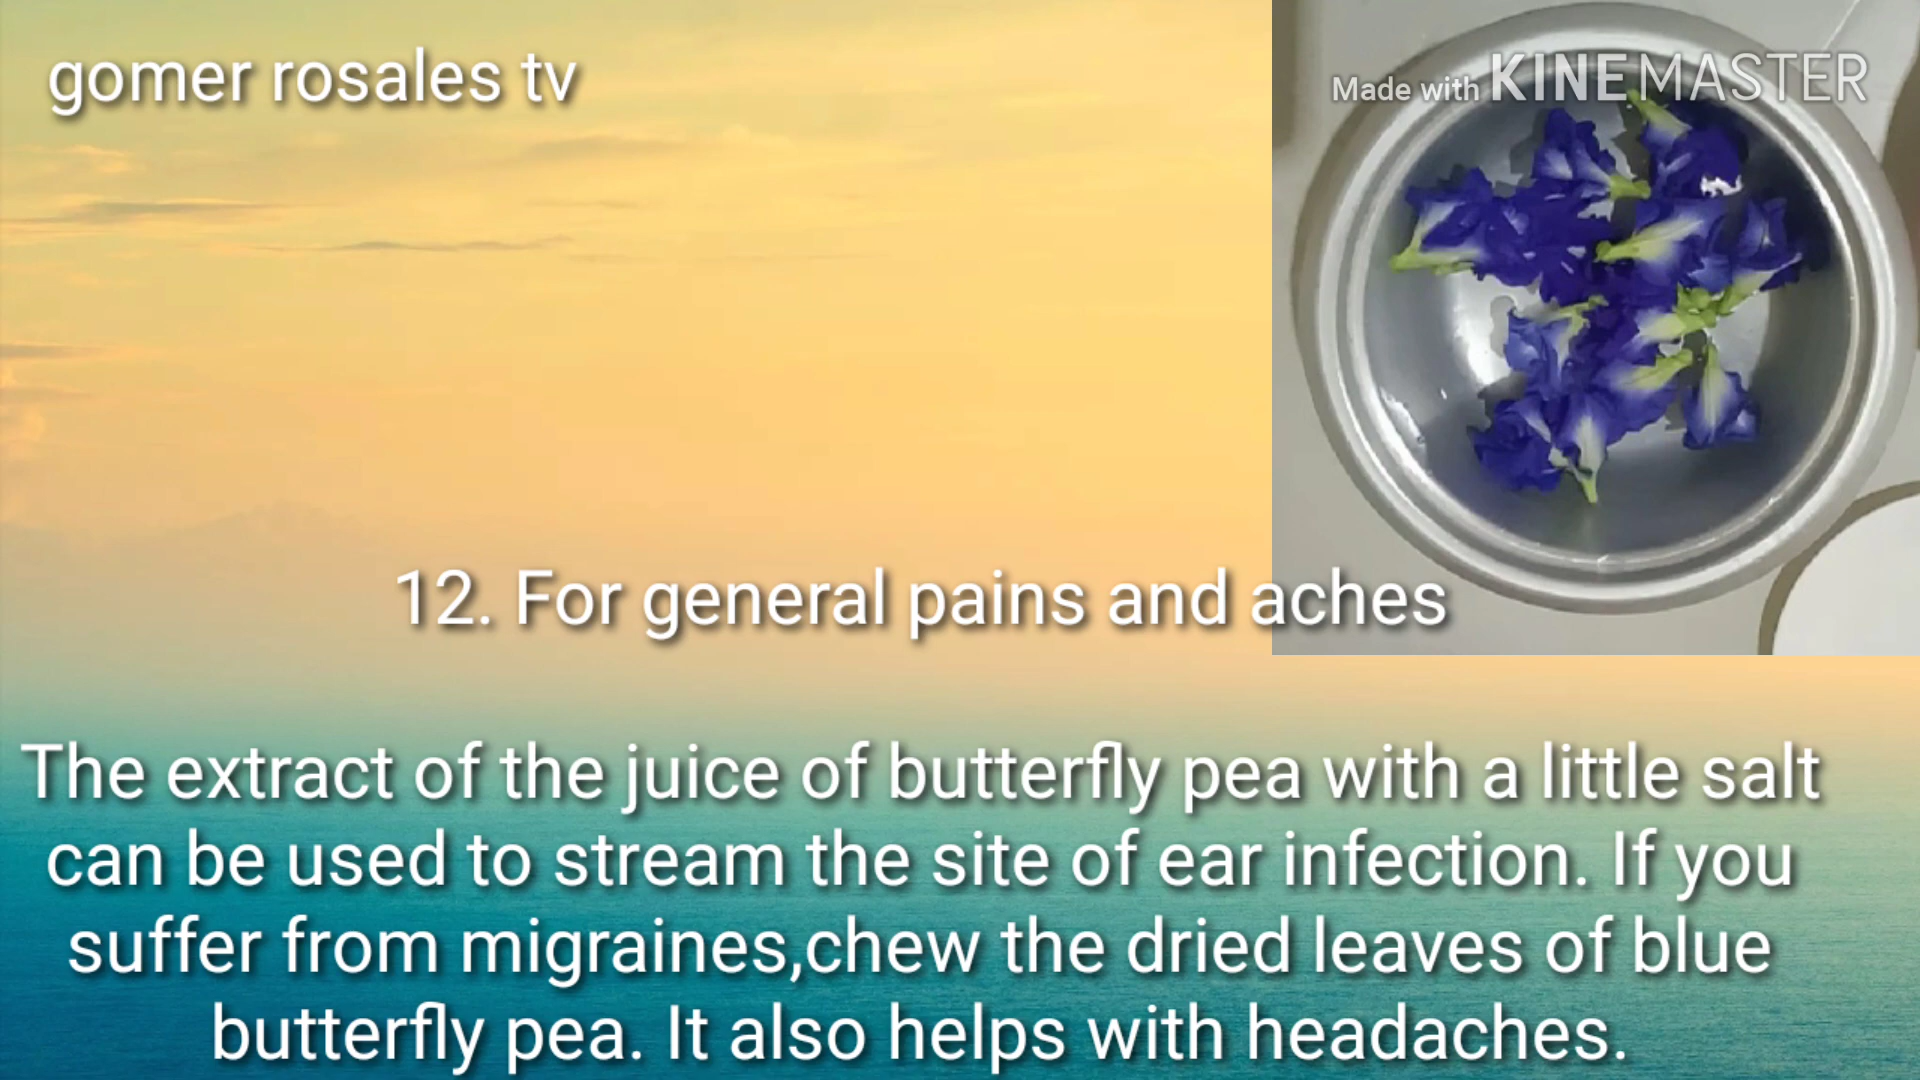 gomer rosales tv
Made with KINEMASTER
12. For general pains and aches
The extract of the juice of butterfly pea with a little salt
can be used to stream the site of ear infection. If you
suffer from migraines,chew the dried leaves of blue
butterfly pea. It also helps with headaches.